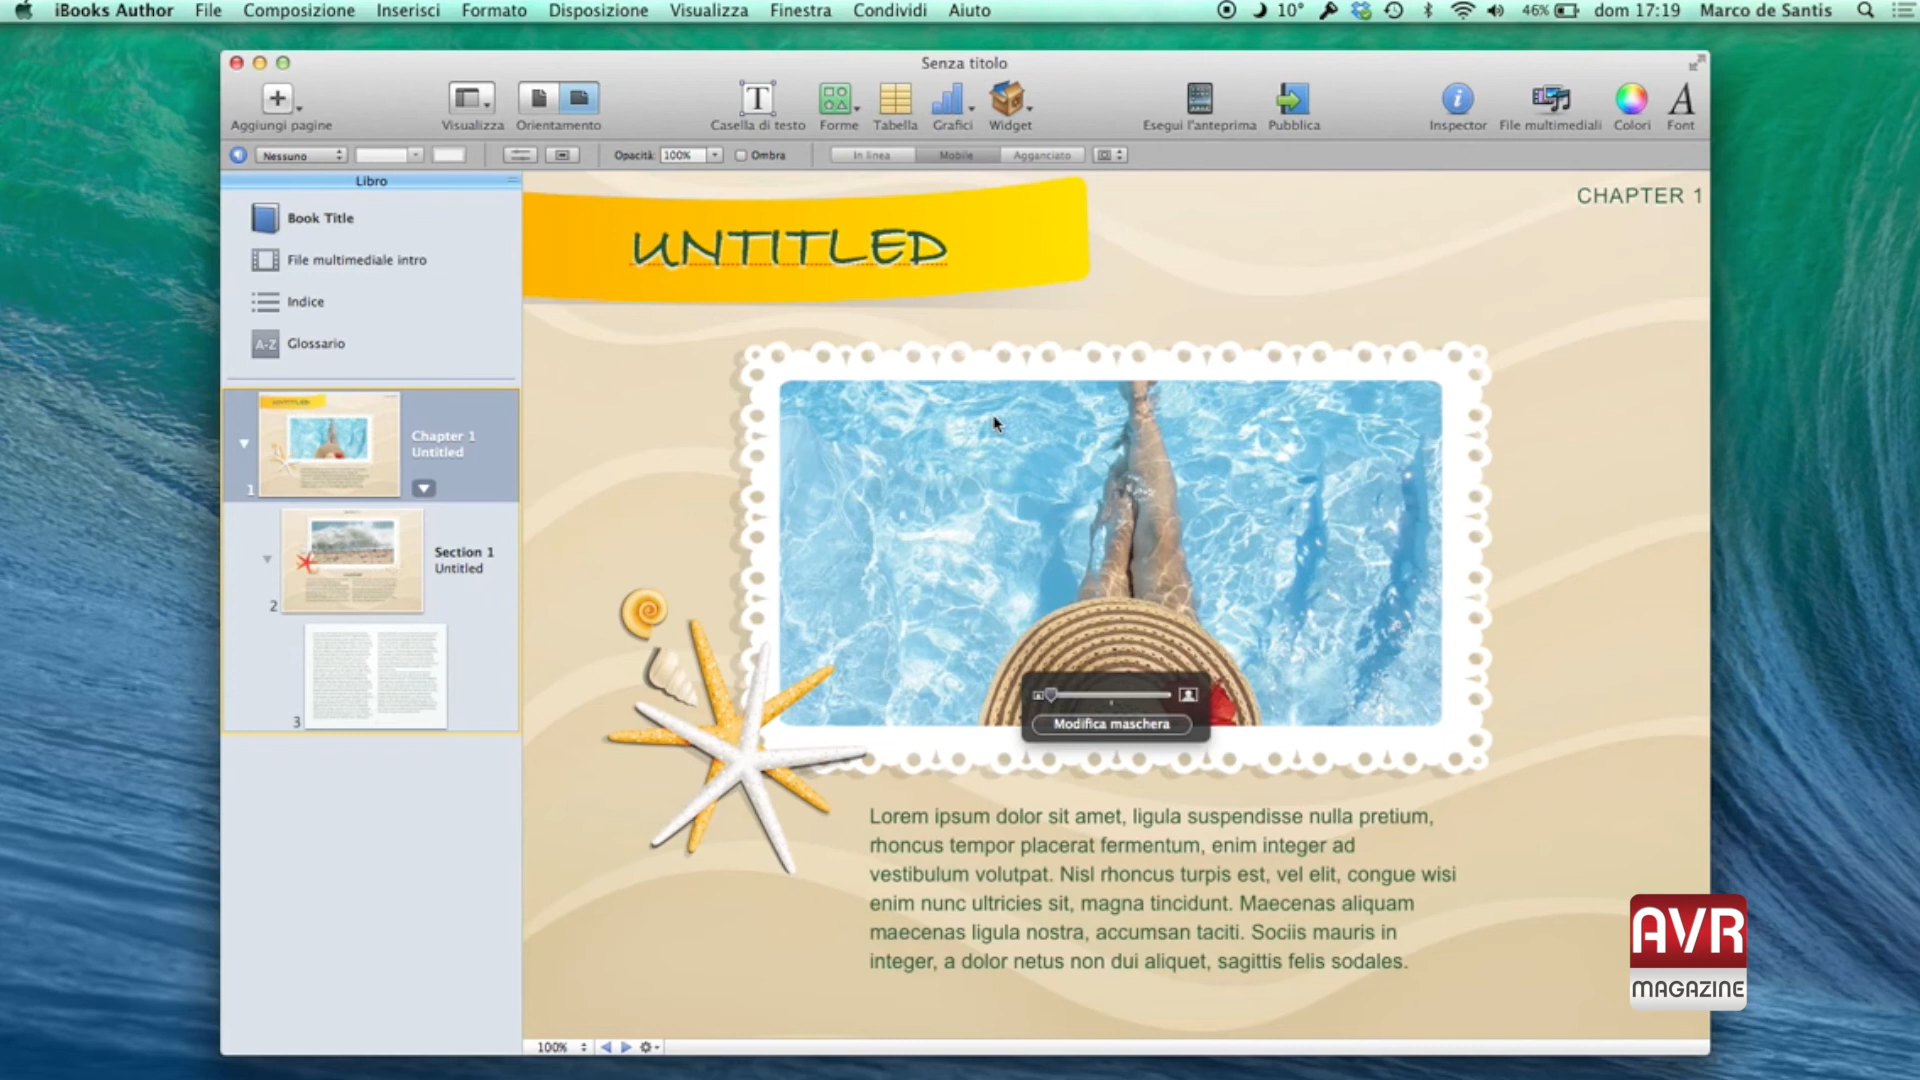 iBooks Author File Composizione Inserisci Formato Disposizione Visualizza Finestra Condividi Aiuto 10° 46% dom 17:19 Marco de Santis
Senza titolo
Aggiungi pagine Visualizza Orientamento Casella di testo Forme Tabella Grafici Widget Esegui l'anteprima Pubblica Inspector File multimediali Colori Font
Nessuno Opacità: 100% Ombra In linea Mobile Agganciato
Libro
Book Title
File multimediale intro
Indice
A-Z Glossario
Chapter 1
Untitled
1
Section 1
Untitled
2
3
CHAPTER 1
UNTITLED
Modifica maschera
Lorem ipsum dolor sit amet, ligula suspendisse nulla pretium,
rhoncus tempor placerat fermentum, enim integer ad
vestibulum volutpat. Nisl rhoncus turpis est, vel elit, congue wisi
enim nunc ultricies sit, magna tincidunt. Maecenas aliquam
maecenas ligula nostra, accumsan taciti. Sociis mauris in
integer, a dolor netus non dui aliquet, sagittis felis sodales.
AVR
MAGAZINE
100%